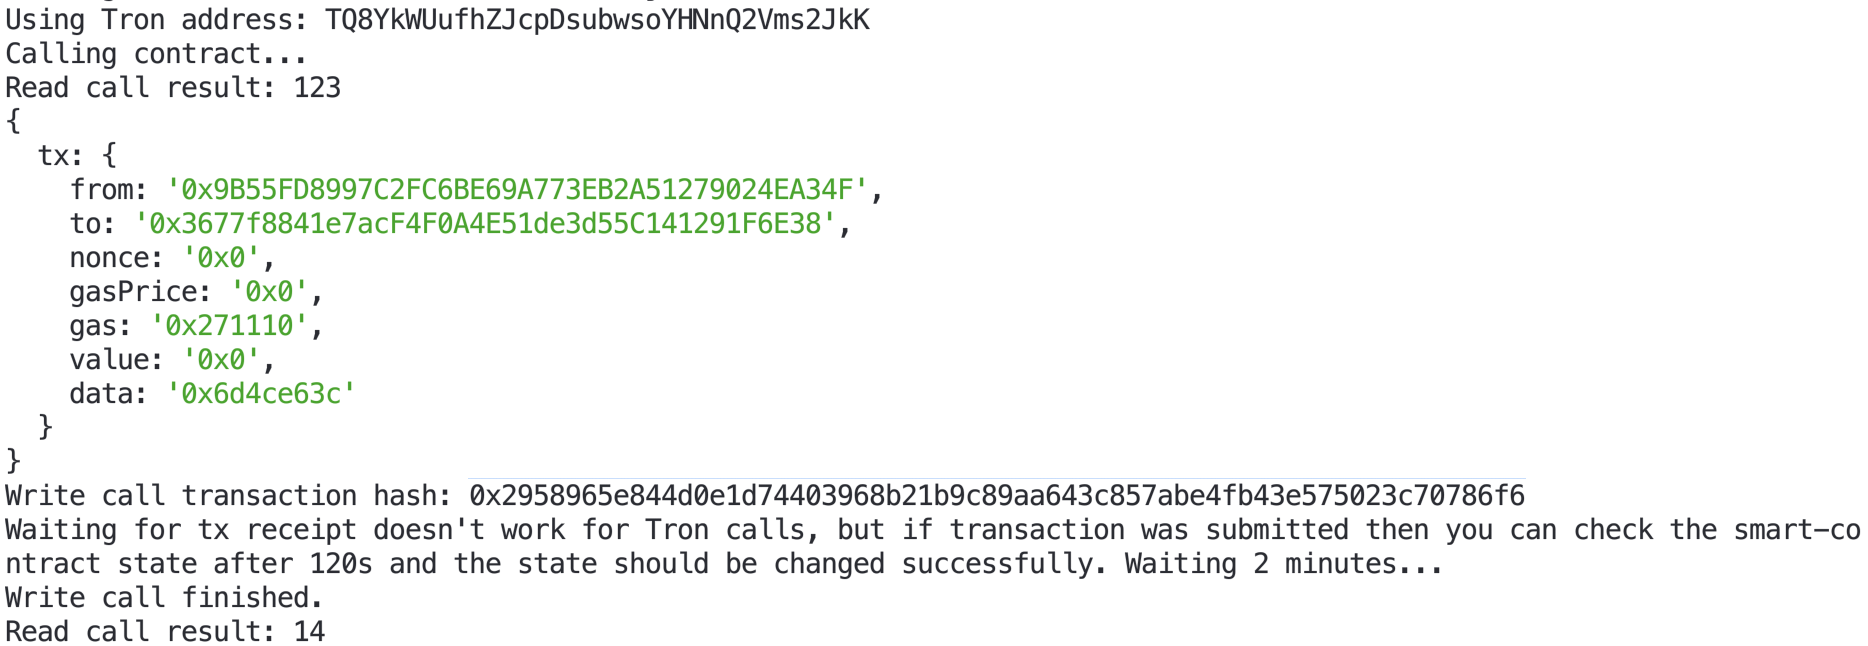 Using Tron address: TQ8YkWUufhZJcpDsubwsoYHNnQ2Vms2JkK
Calling contract...
Read call result: 123
{
  tx: {
    from: '0x9B55FD8997C2FC6BE69A773EB2A51279024EA34F',
    to: '0x3677f8841e7acF4F0A4E51de3d55C141291F6E38',
    nonce: '0x0',
    gasPrice: '0x0',
    gas: '0x271110',
    value: '0x0',
    data: '0x6d4ce63c'
  }
}
Write call transaction hash: 0x2958965e844d0e1d74403968b21b9c89aa643c857abe4fb43e575023c70786f6
Waiting for tx receipt doesn't work for Tron calls, but if transaction was submitted then you can check the smart-co
ntract state after 120s and the state should be changed successfully. Waiting 2 minutes...
Write call finished.
Read call result: 14